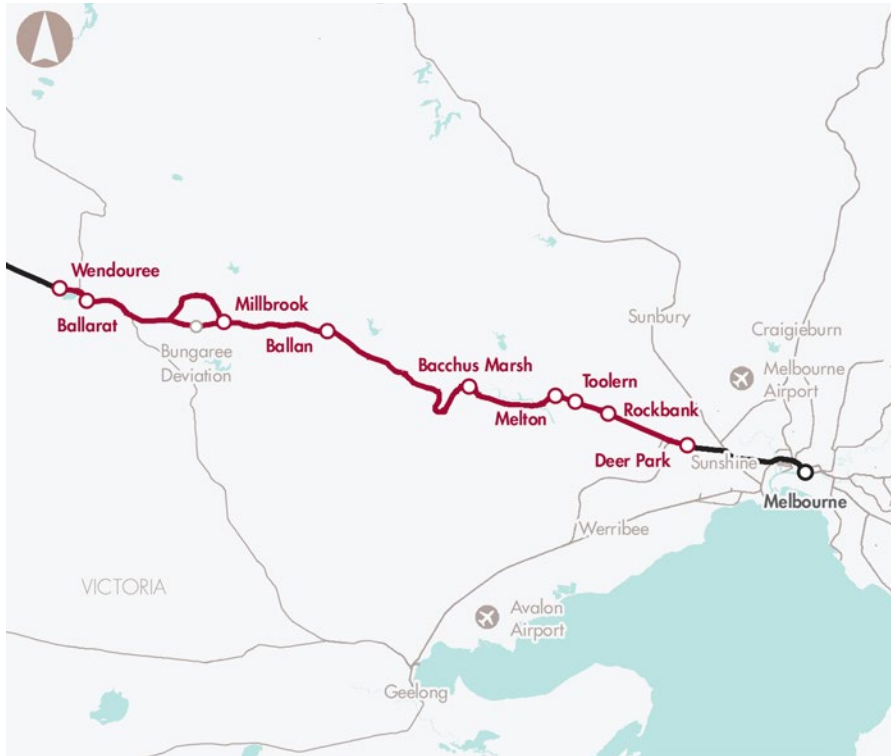 Wendouree
Ballarat
Bungaree
Deviation
Millbrook
Ballan
Bacchus Marsh
Melton
Toolern
Rockbank
Deer Park
Sunshine
Melbourne
Sunbury
Craigieburn
Melbourne
Airport
Werribee
VICTORIA
Avalon
Airport
Geelong